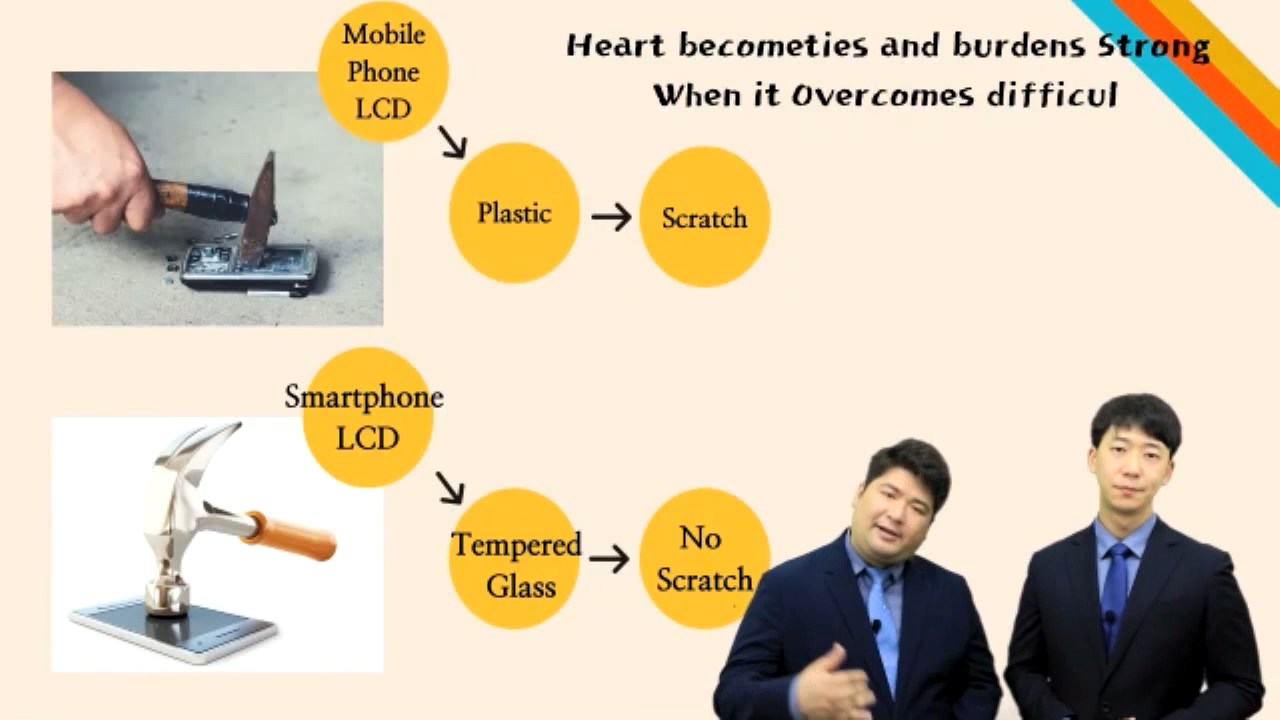 Heart becometies and burdens Strong
When it Overcomes difficul
Mobile
Phone
LCD
Plastic
Scratch
Smartphone
LCD
Tempered
Glass
No
Scratch